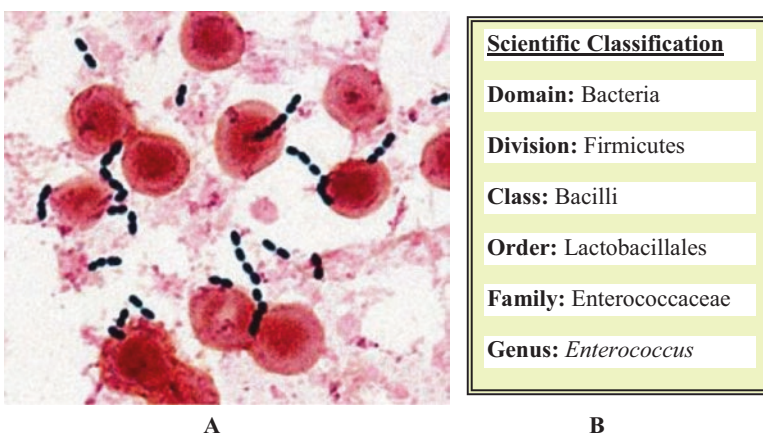 Scientific Classification
Domain: Bacteria
Division: Firmicutes
Class: Bacilli
Order: Lactobacillales
Family: Enterococcaceae
Genus: Enterococcus
A
B